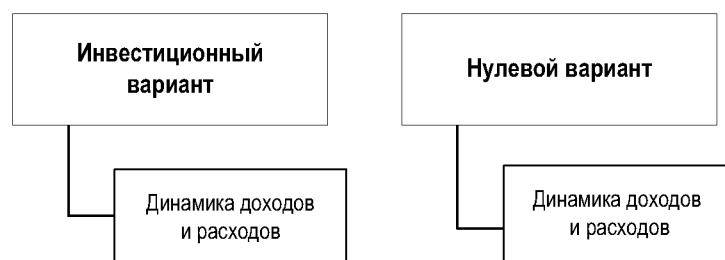 Инвестиционный
вариант
Нулевой вариант
Динамика доходов
и расходов
Динамика доходов
и расходов